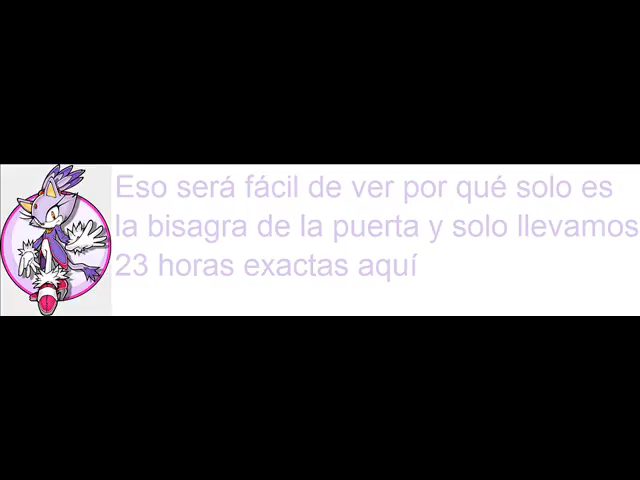 Eso será fácil de ver por qué solo es
la bisagra de la puerta y solo llevamos
23 horas exactas aquí